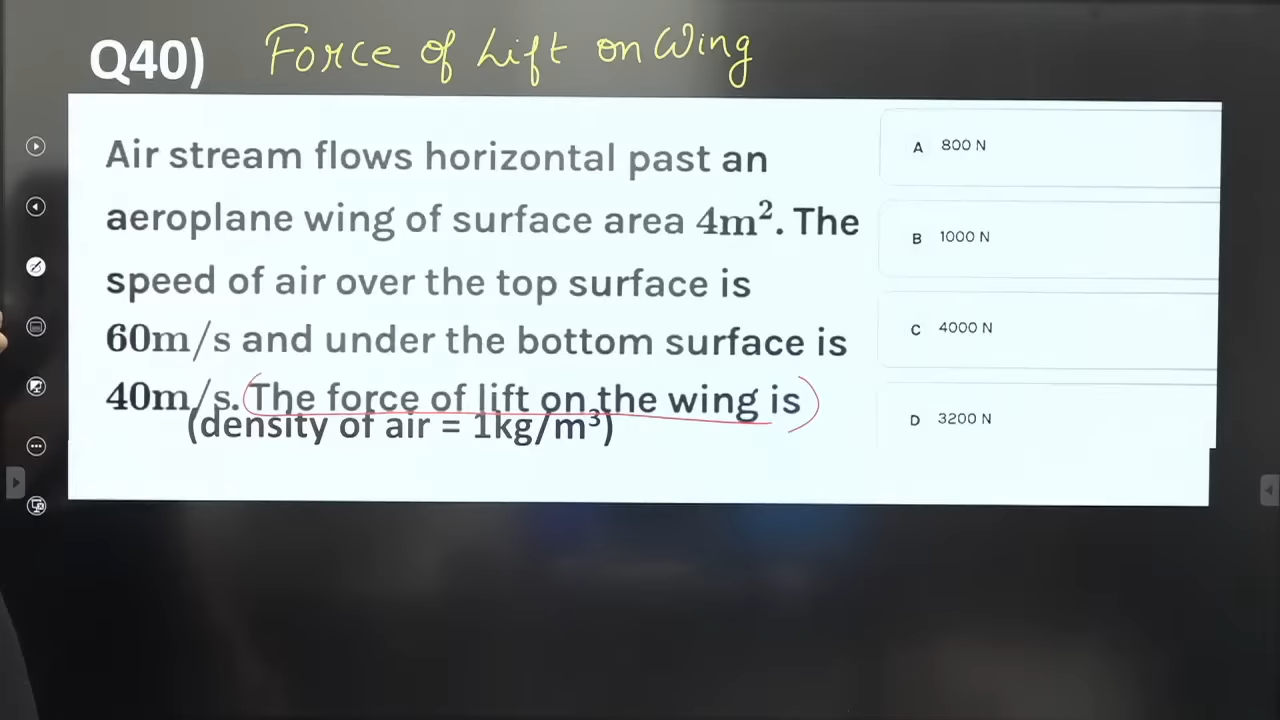 Q40) Force of Lift on Wing
Air stream flows horizontal past an
aeroplane wing of surface area 4m². The
speed of air over the top surface is
60m/s and under the bottom surface is
40m/s. The force of lift on the wing is
(density of air = 1kg/m³)
A 800 N
B 1000 N
C 4000 N
D 3200 N